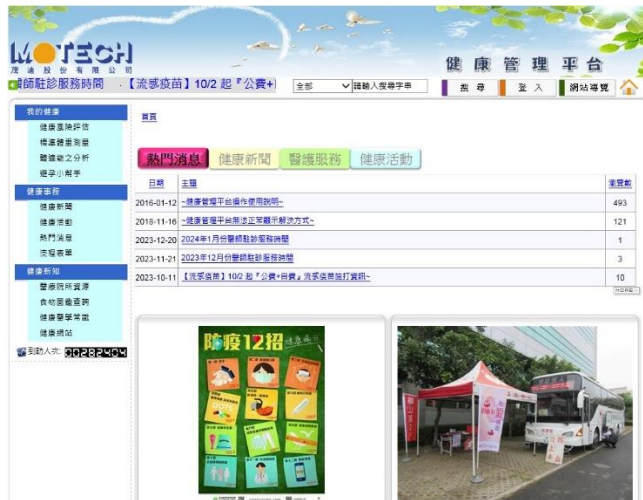 MOTECH
茂迪股份有限公司
健康管理平台
醫師駐診服務時間 ‧【流感疫苗】10/2 起『公費+
全部
請輸入搜尋字串
搜尋
登入
網站導覽
我的健康
健康風險評估
標準體重測量
體適能之分析
避孕小幫手
健康事務
健康新聞
健康活動
熱門消息
流程表單
健康新知
醫療院所資源
食物圖鑑查詢
健康醫學常識
健康網站
到訪人次: 00282404
首頁
熱門消息
健康新聞
醫護服務
健康活動
日期 主題 瀏覽數
2016-01-12 ~健康管理平台操作使用說明~ 493
2018-11-16 ~健康管理平台無法正常顯示解決方式~ 121
2023-12-20 2024年1月份醫師駐診服務時間 1
2023-11-21 2023年12月份醫師駐診服務時間 3
2023-10-11 【流感疫苗】10/2 起『公費+自費』流感疫苗施打資訊~ 10
MORE
防疫12招